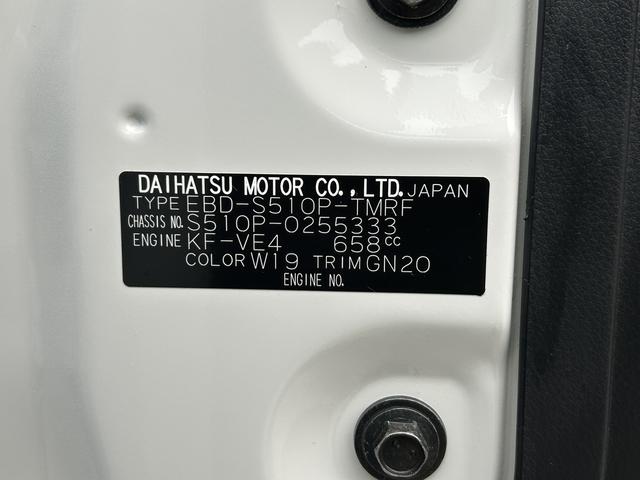 DAIHATSU MOTOR CO.,LTD. JAPAN
TYPE EBD-S510P-TMRF
CHASSIS NO. S510P-0255333
ENGINE KF-VE4 658cc
COLOR W19 TRIM GN20
ENGINE NO.